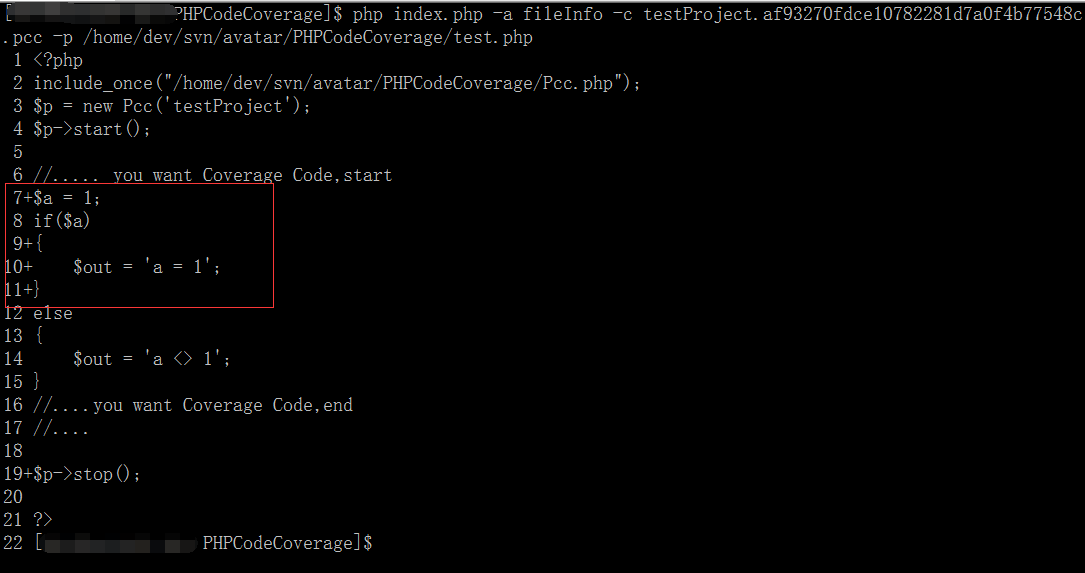 [ PHPCodeCoverage]$ php index.php -a fileInfo -c testProject.af93270fdce10782281d7a0f4b77548c
.pcc -p /home/dev/svn/avatar/PHPCodeCoverage/test.php
1 <?php
2 include_once("/home/dev/svn/avatar/PHPCodeCoverage/Pcc.php");
3 $p = new Pcc('testProject');
4 $p->start();
5
6 //..... you want Coverage Code,start
7+$a = 1;
8 if($a)
9+{
10+    $out = 'a = 1';
11+}
12 else
13 {
14     $out = 'a <> 1';
15 }
16 //....you want Coverage Code,end
17 //....
18
19+$p->stop();
20
21 ?>
22 [ PHPCodeCoverage]$